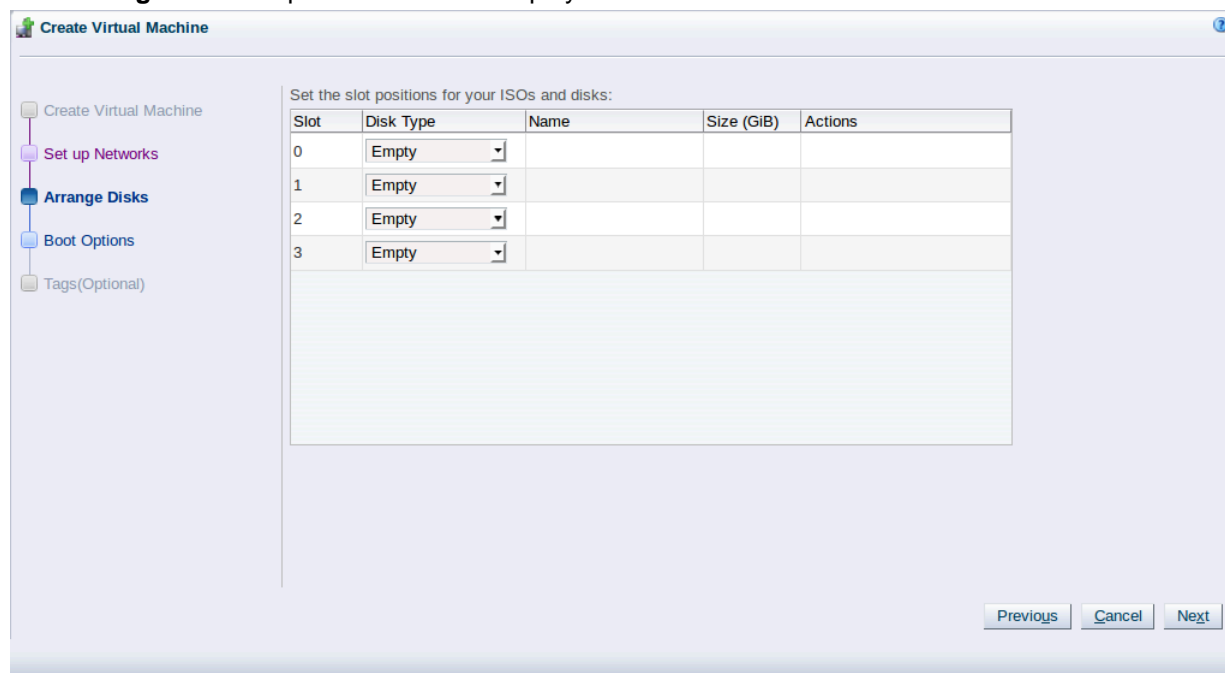 Create Virtual Machine
Create Virtual Machine
Set up Networks
Arrange Disks
Boot Options
Tags(Optional)
Set the slot positions for your ISOs and disks:
Slot Disk Type Name Size (GiB) Actions
0 Empty
1 Empty
2 Empty
3 Empty
Previous Cancel Next